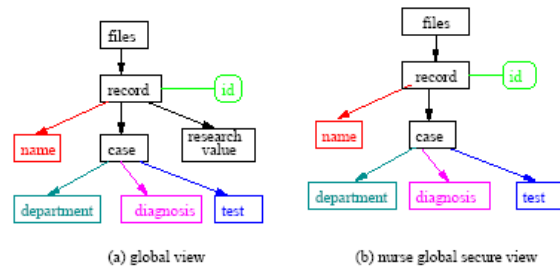 files
record
id
name
case
research
value
department
diagnosis
test
(a) global view
files
record
id
name
case
department
diagnosis
test
(b) nurse global secure view